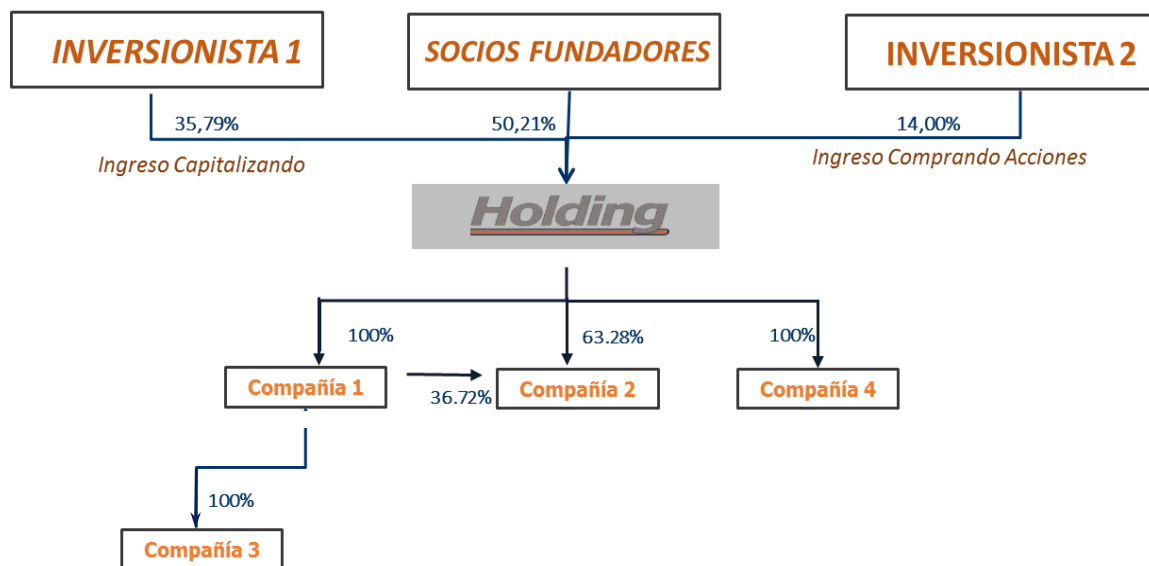 INVERSIONISTA 1
SOCIOS FUNDADORES
INVERSIONISTA 2
35,79%
50,21%
14,00%
Ingreso Capitalizando
Ingreso Comprando Acciones
Holding
100%
63.28%
100%
Compañía 1
36.72%
Compañía 2
Compañía 4
100%
Compañía 3